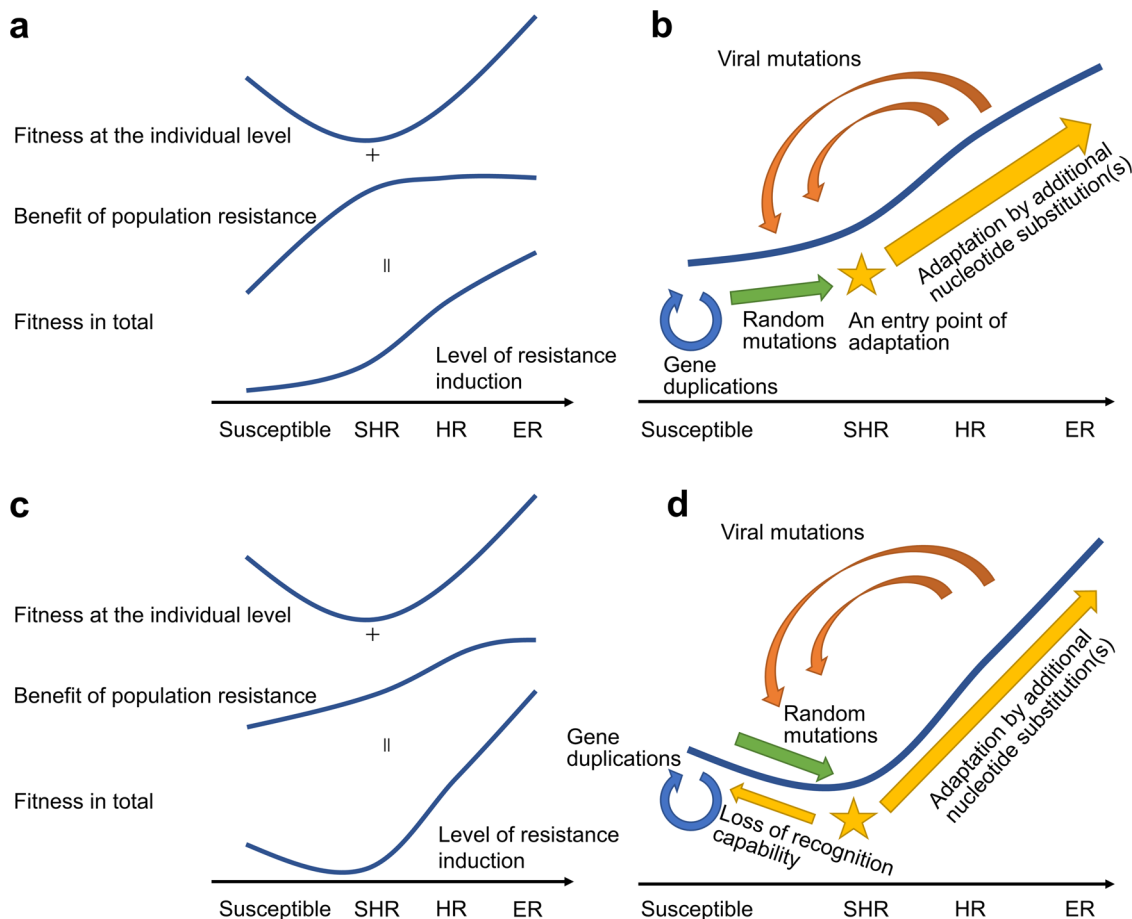 a
Fitness at the individual level
+
Benefit of population resistance
=
Fitness in total
Level of resistance
induction
Susceptible SHR HR ER
b
Viral mutations
Adaptation by additional
nucleotide substitution(s)
Random
mutations
An entry point of
adaptation
Gene
duplications
Susceptible SHR HR ER
c
Fitness at the individual level
+
Benefit of population resistance
=
Fitness in total
Level of resistance
induction
Susceptible SHR HR ER
d
Viral mutations
Random
mutations
Gene
duplications
Adaptation by additional
nucleotide substitution(s)
Loss of recognition
capability
Susceptible SHR HR ER